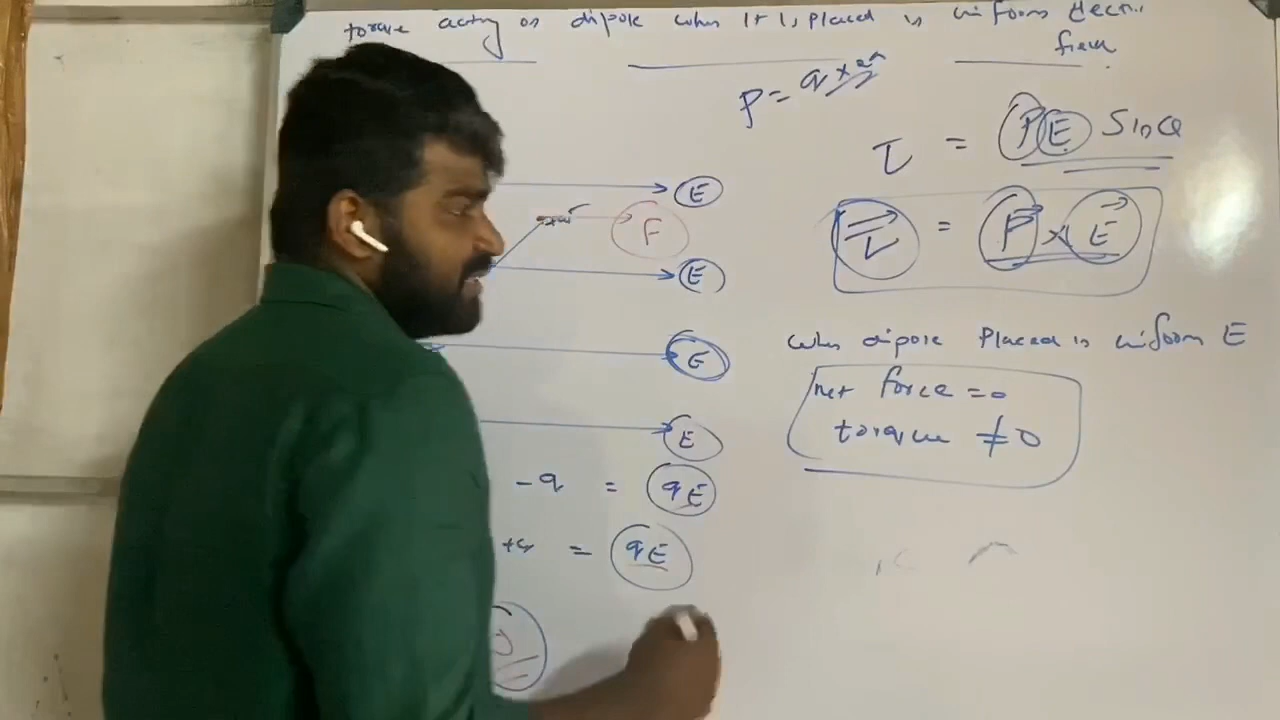 torque acting on dipole when it is placed in uniform Electric
field
P = q × 2a
τ = PE Sinθ
E
F
τ = P × E
E
when dipole Placed in uniform E
E
net force = 0
torque ≠ 0
E
-q = qE
+q = qE